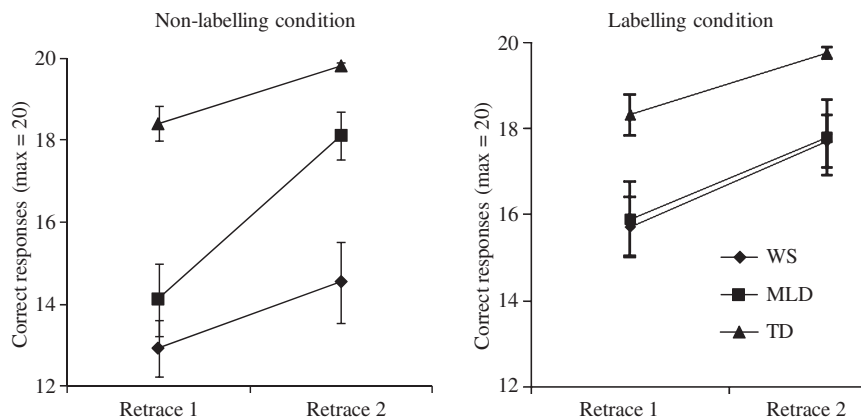 Non-labelling condition
Correct responses (max = 20)
20
18
16
14
12
Retrace 1
Retrace 2
Labelling condition
Correct responses (max = 20)
20
18
16
14
12
WS
MLD
TD
Retrace 1
Retrace 2